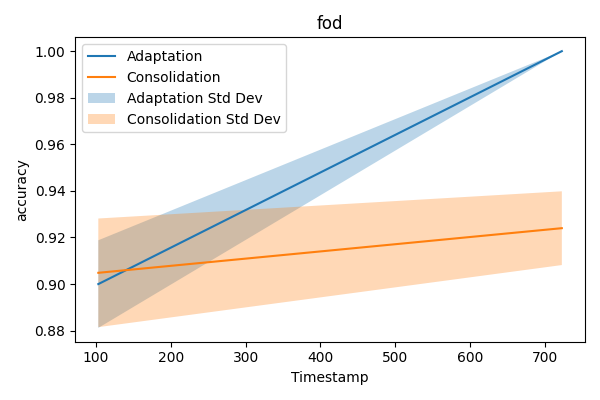 fod
Adaptation
Consolidation
Adaptation Std Dev
Consolidation Std Dev
accuracy
1.00
0.98
0.96
0.94
0.92
0.90
0.88
100 200 300 400 500 600 700
Timestamp